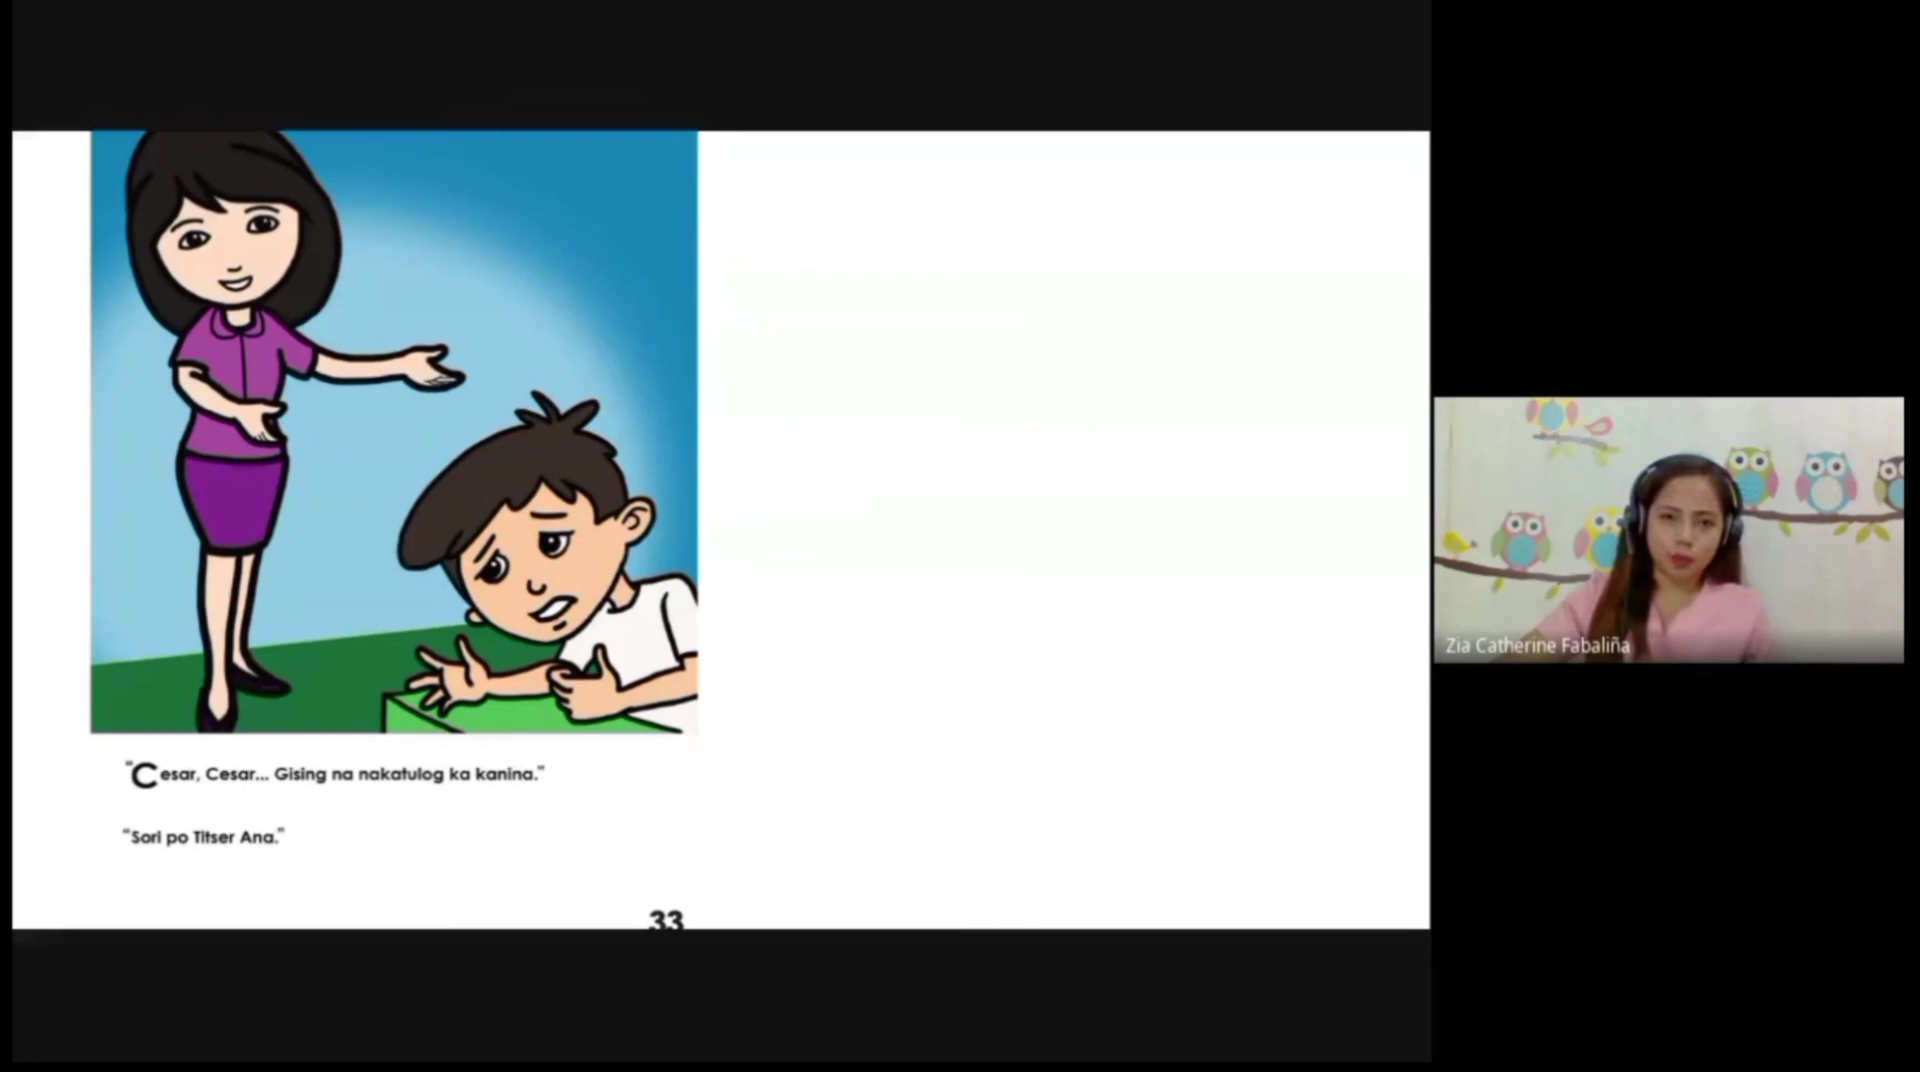 "Cesar, Cesar... Gising na nakatulog ka kanina."
"Sori po Titser Ana."
33
Zia Catherine Fabaliña